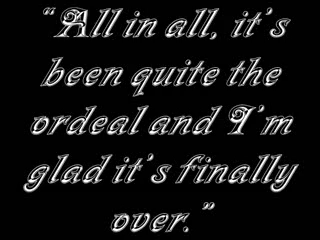 “All in all, it’s
been quite the
ordeal and I’m
glad it’s finally
over.”